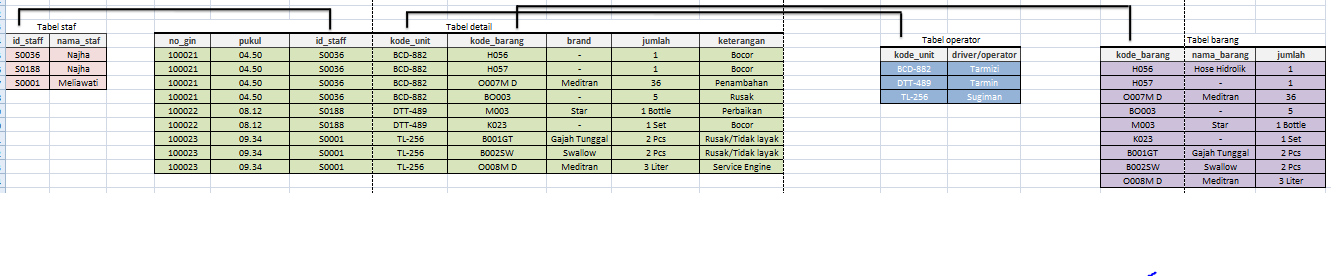 Tabel staf
id_staff nama_staf
S0036 Najha
S0188 Najha
S0001 Meliawati
Tabel detail
no_gin pukul id_staff kode_unit kode_barang brand jumlah keterangan
100021 04.50 S0036 BCD-882 H056 - 1 Bocor
100021 04.50 S0036 BCD-882 H057 - 1 Bocor
100021 04.50 S0036 BCD-882 O007M D Meditran 36 Penambahan
100021 04.50 S0036 BCD-882 BO003 - 5 Rusak
100022 08.12 S0188 DTT-489 M003 Star 1 Bottle Perbaikan
100022 08.12 S0188 DTT-489 K023 - 1 Set Bocor
100023 09.34 S0001 TL-256 B001GT Gajah Tunggal 2 Pcs Rusak/Tidak layak
100023 09.34 S0001 TL-256 B002SW Swallow 2 Pcs Rusak/Tidak layak
100023 09.34 S0001 TL-256 O008M D Meditran 3 Liter Service Engine
Tabel operator
kode_unit driver/operator
BCD-882 Tarmizi
DTT-489 Tarmin
TL-256 Sugiman
Tabel barang
kode_barang nama_barang jumlah
H056 Hose Hidrolik 1
H057 - 1
O007M D Meditran 36
BO003 - 5
M003 Star 1 Bottle
K023 - 1 Set
B001GT Gajah Tunggal 2 Pcs
B002SW Swallow 2 Pcs
O008M D Meditran 3 Liter